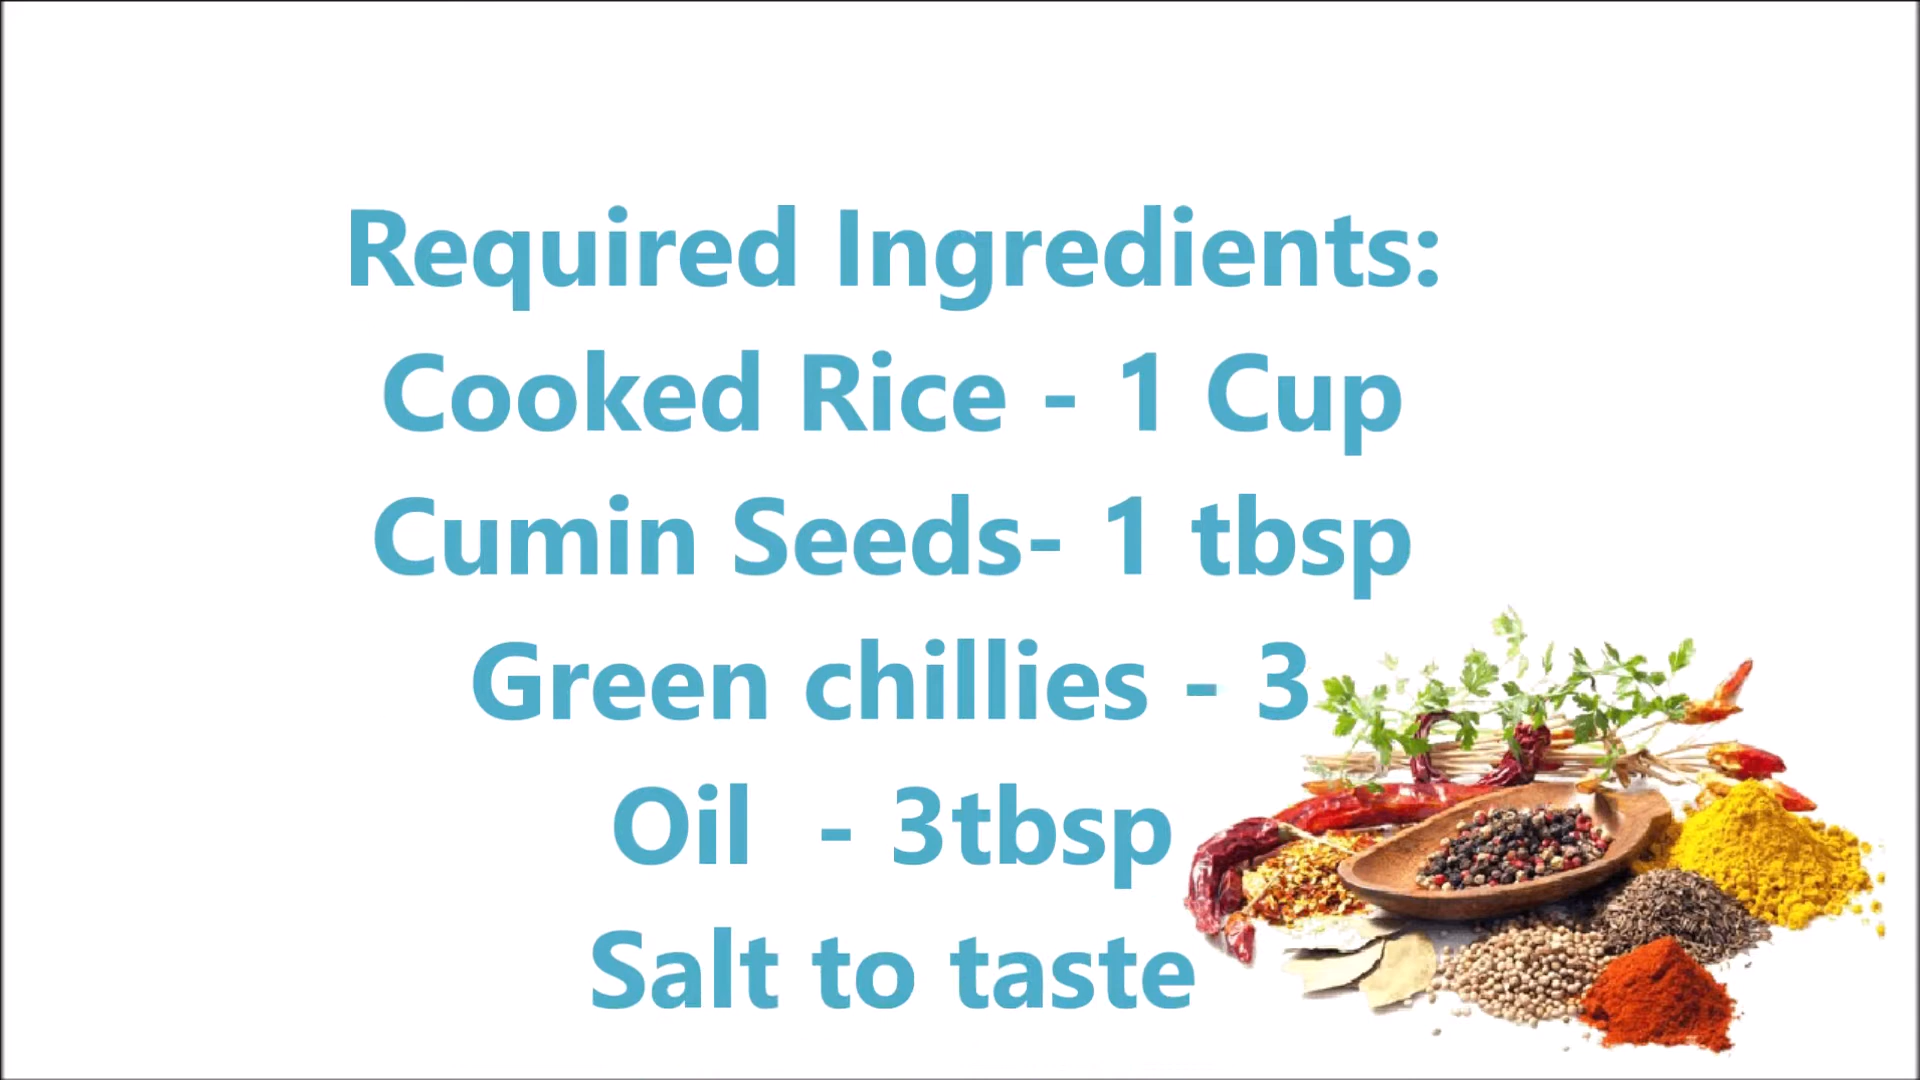 Required Ingredients:
Cooked Rice - 1 Cup
Cumin Seeds- 1 tbsp
Green chillies - 3
Oil  - 3tbsp
Salt to taste